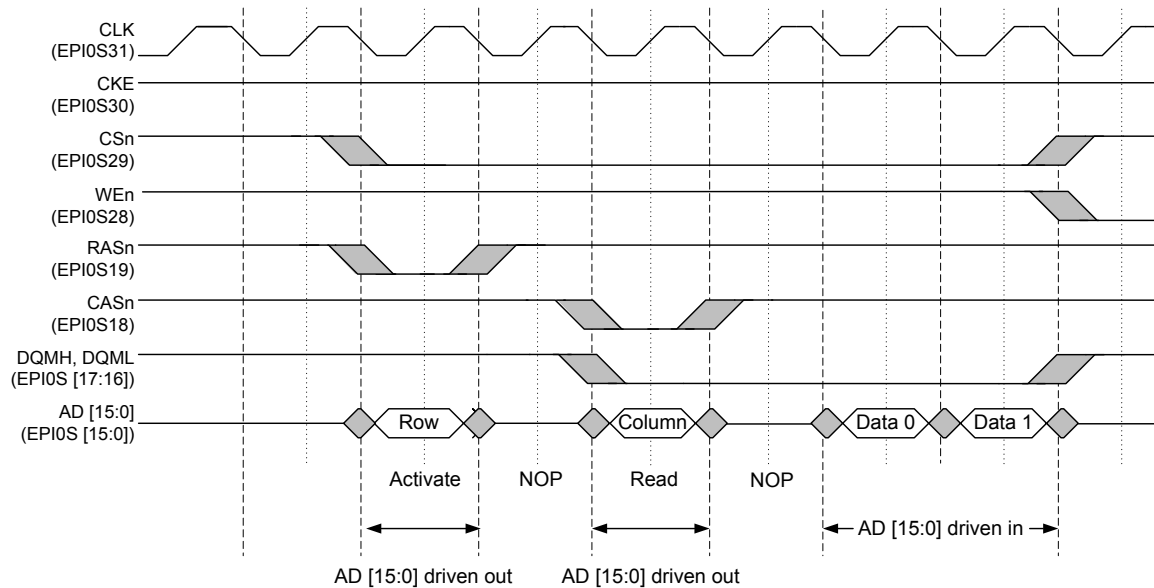 CLK
(EPI0S31)
CKE
(EPI0S30)
CSn
(EPI0S29)
WEn
(EPI0S28)
RASn
(EPI0S19)
CASn
(EPI0S18)
DQMH, DQML
(EPI0S [17:16])
AD [15:0]
(EPI0S [15:0])
Row
Column
Data 0
Data 1
Activate
NOP
Read
NOP
AD [15:0] driven in
AD [15:0] driven out
AD [15:0] driven out